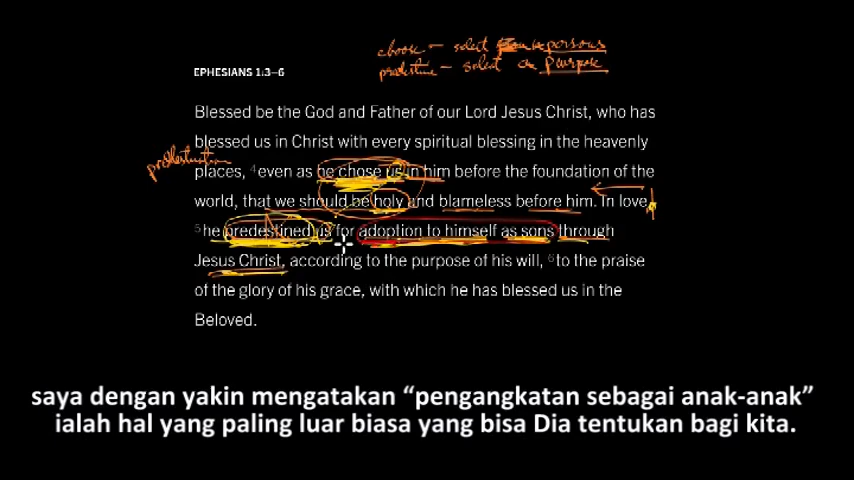 choose - select persons
predestine - select a purpose
EPHESIANS 1:3–6
Blessed be the God and Father of our Lord Jesus Christ, who has
blessed us in Christ with every spiritual blessing in the heavenly
predestination
places, 4even as he chose us in him before the foundation of the
world, that we should be holy and blameless before him. In love
5he predestined us for adoption to himself as sons through
Jesus Christ, according to the purpose of his will, 6to the praise
of the glory of his grace, with which he has blessed us in the
Beloved.
saya dengan yakin mengatakan “pengangkatan sebagai anak-anak”
ialah hal yang paling luar biasa yang bisa Dia tentukan bagi kita.